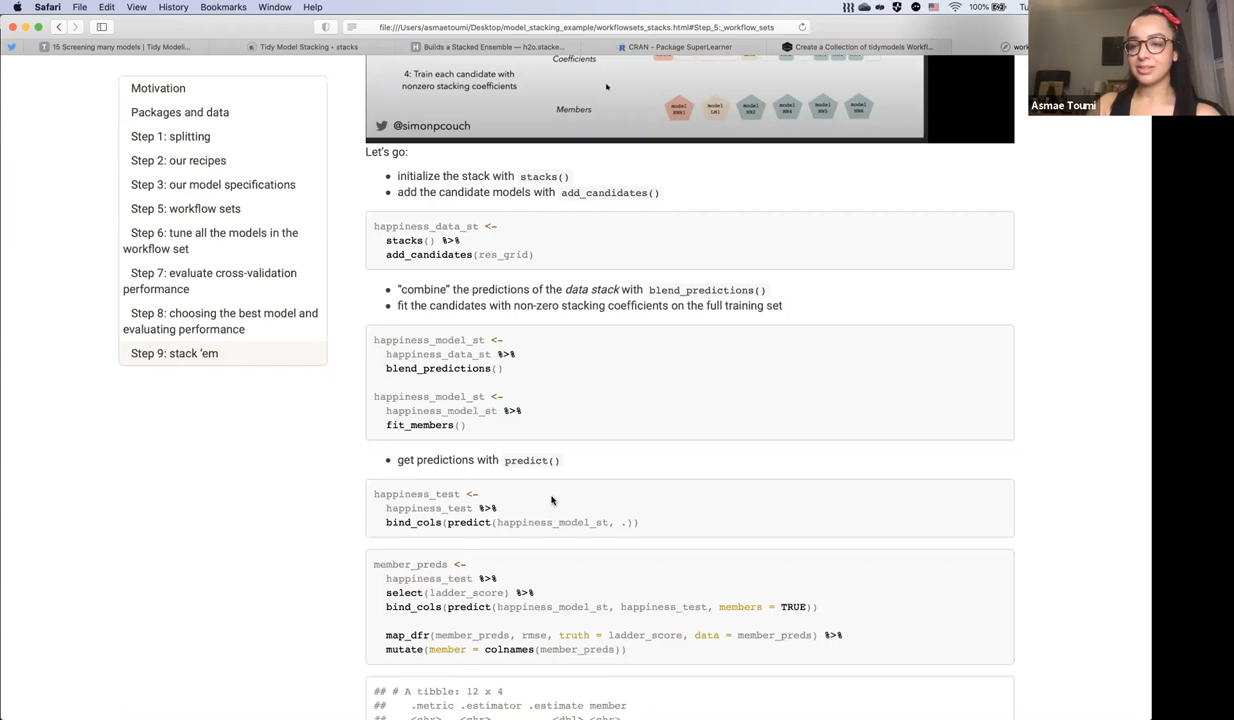 Safari File Edit View History Bookmarks Window Help 100%
file:///Users/asmaetoumi/Desktop/model_stacking_example/workflowsets_stacks.html#Step_5:_workflow_sets
15 Screening many models | Tidy Modeli...
Tidy Model Stacking • stacks
Builds a Stacked Ensemble — h2o.stacke...
CRAN - Package SuperLearner
Create a Collection of tidymodels Workfl...
Asmae Toumi
Motivation
Packages and data
Step 1: splitting
Step 2: our recipes
Step 3: our model specifications
Step 5: workflow sets
Step 6: tune all the models in the
workflow set
Step 7: evaluate cross-validation
performance
Step 8: choosing the best model and
evaluating performance
Step 9: stack 'em
Coefficients
4: Train each candidate with
nonzero stacking coefficients
Members
@simonpcouch
Let's go:
• initialize the stack with stacks()
• add the candidate models with add_candidates()
happiness_data_st <-
stacks() %>%
add_candidates(res_grid)
• "combine" the predictions of the data stack with blend_predictions()
• fit the candidates with non-zero stacking coefficients on the full training set
happiness_model_st <-
happiness_data_st %>%
blend_predictions()
happiness_model_st <-
happiness_model_st %>%
fit_members()
• get predictions with predict()
happiness_test <-
happiness_test %>%
bind_cols(predict(happiness_model_st, .))
member_preds <-
happiness_test %>%
select(ladder_score) %>%
bind_cols(predict(happiness_model_st, happiness_test, members = TRUE))
map_dfr(member_preds, rmse, truth = ladder_score, data = member_preds) %>%
mutate(member = colnames(member_preds))
## # A tibble: 12 x 4
## .metric .estimator .estimate member